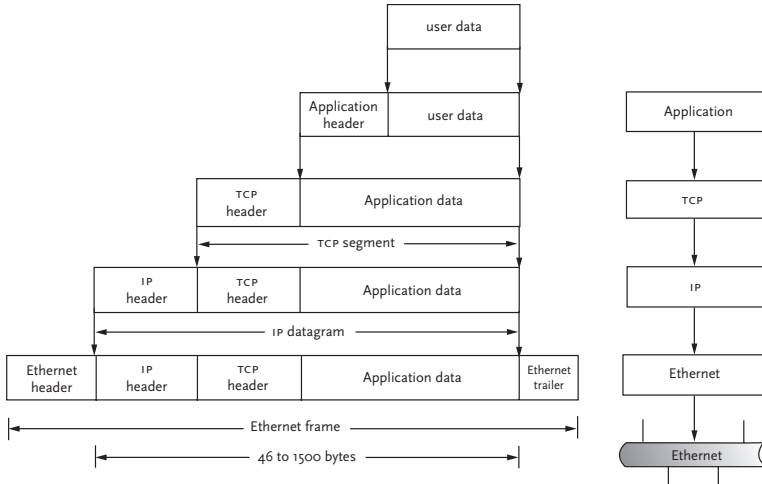 user data
Application header
user data
Application
TCP header
Application data
TCP
TCP segment
IP header
TCP header
Application data
IP
IP datagram
Ethernet header
IP header
TCP header
Application data
Ethernet trailer
Ethernet
Ethernet frame
46 to 1500 bytes
Ethernet